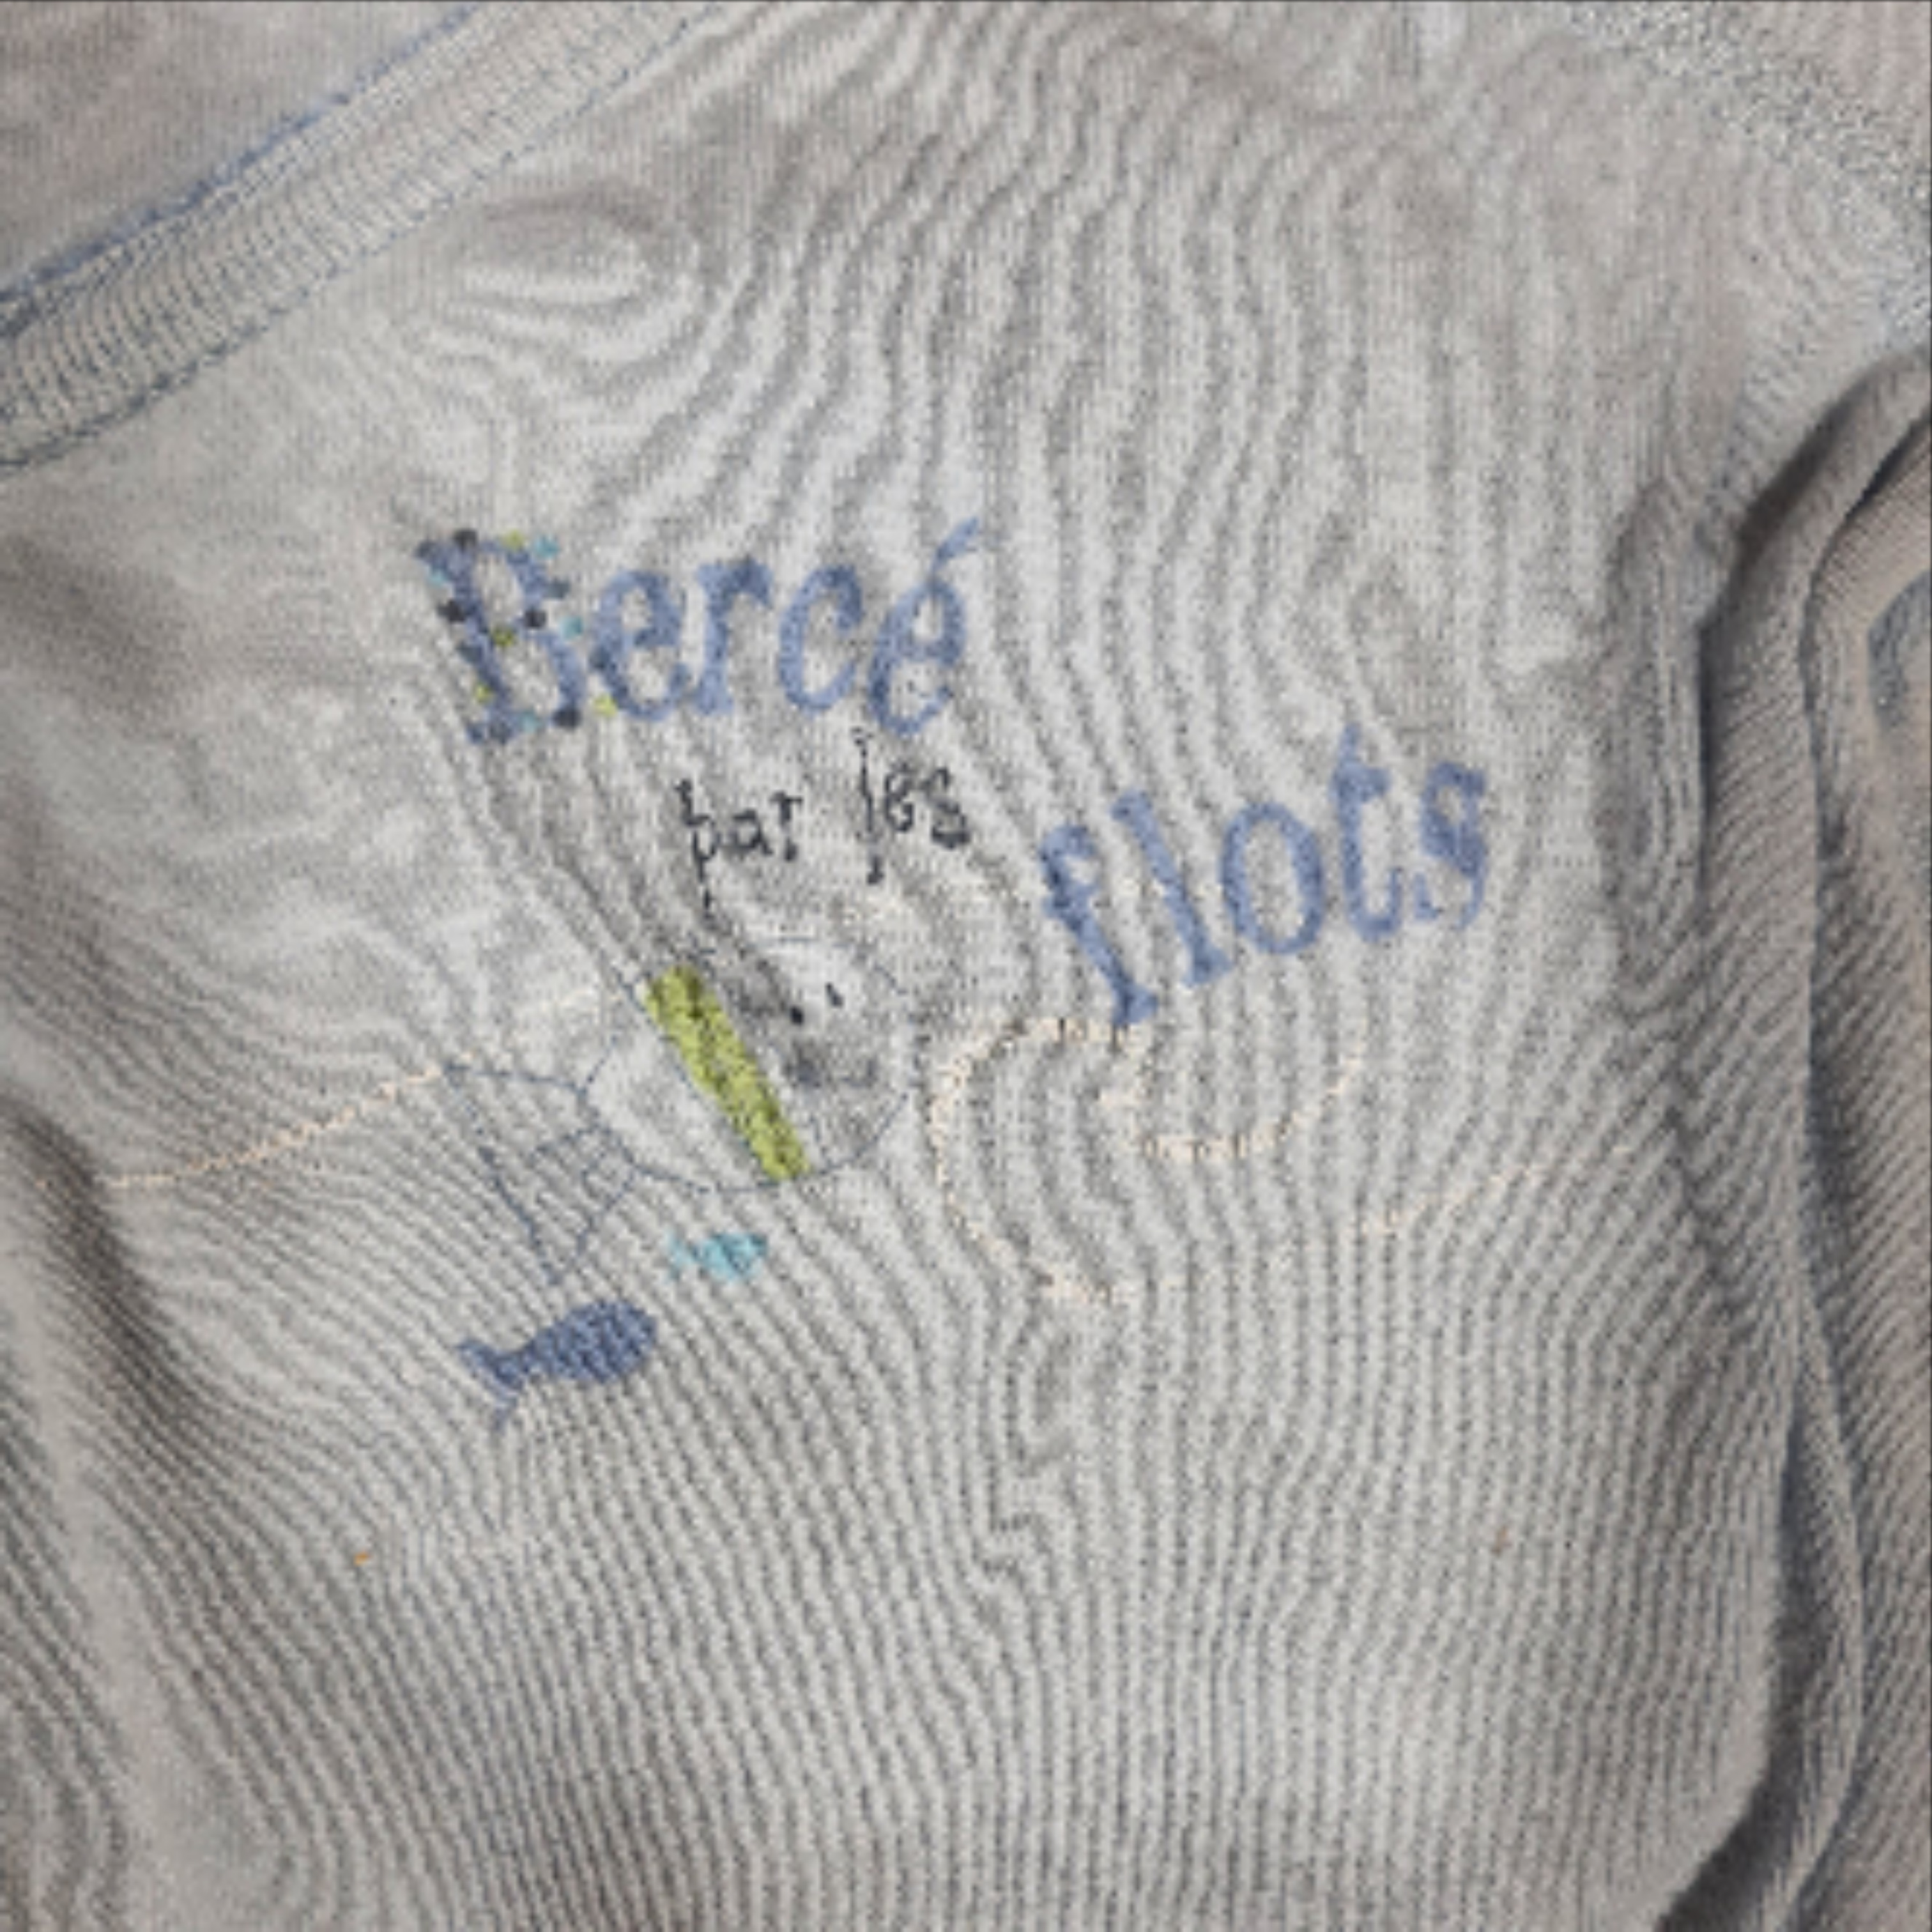 Bercé
par les
flots